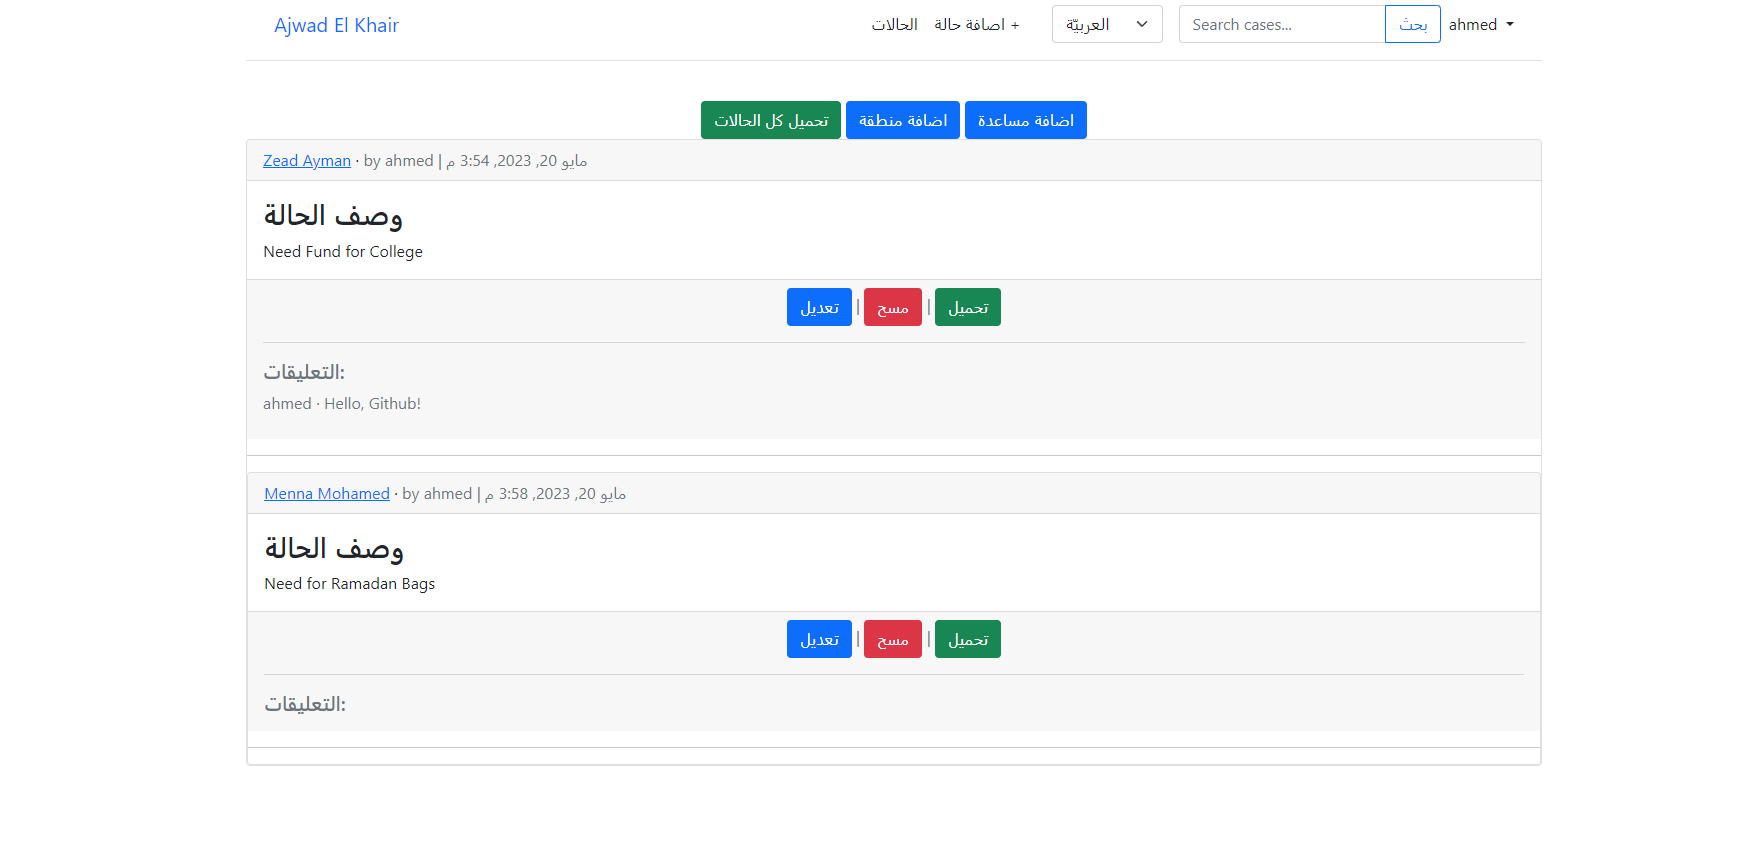 Ajwad El Khair
الحالات
+ اضافة حالة
العربيّة
Search cases...
بحث
ahmed
تحميل كل الحالات
اضافة منطقة
اضافة مساعدة
Zead Ayman · by ahmed | مايو 20, 2023, 3:54 م
وصف الحالة
Need Fund for College
تعديل | مسح | تحميل
التعليقات:
ahmed · Hello, Github!
Menna Mohamed · by ahmed | مايو 20, 2023, 3:58 م
وصف الحالة
Need for Ramadan Bags
تعديل | مسح | تحميل
التعليقات: